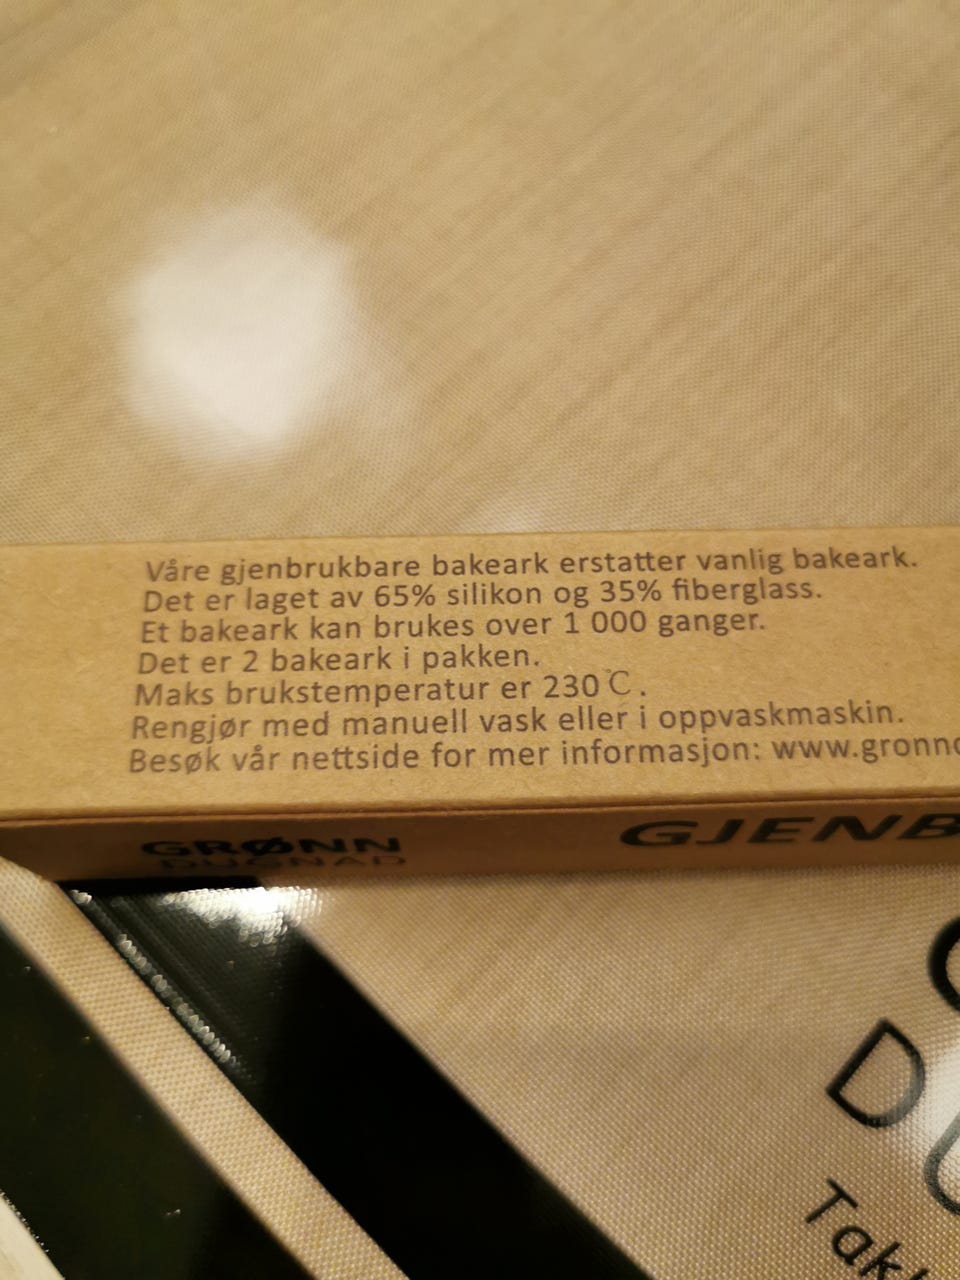 Våre gjenbrukbare bakeark erstatter vanlig bakeark.
Det er laget av 65% silikon og 35% fiberglass.
Et bakeark kan brukes over 1 000 ganger.
Det er 2 bakeark i pakken.
Maks brukstemperatur er 230℃.
Rengjør med manuell vask eller i oppvaskmaskin.
Besøk vår nettside for mer informasjon: www.gronn
GRØNN
DUGNAD
GJENB
D
Tak